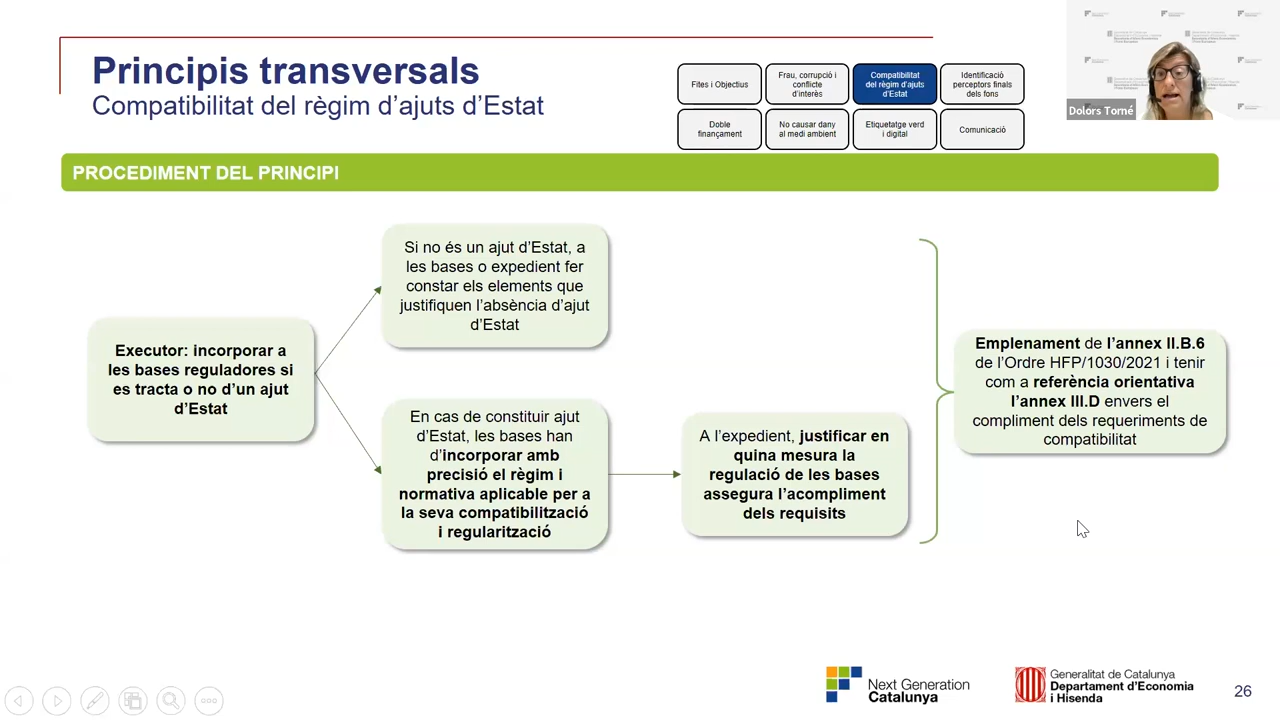 Principis transversals
Compatibilitat del règim d'ajuts d'Estat
Fites i Objectius
Frau, corrupció i
conflicte
d'interès
Compatibilitat
del règim d'ajuts
d'Estat
Identificació
perceptors finals
dels fons
Doble
finançament
No causar dany
al medi ambient
Etiquetatge verd
i digital
Comunicació
Dolors Torné
PROCEDIMENT DEL PRINCIPI
Executor: incorporar a
les bases reguladores si
es tracta o no d'un ajut
d'Estat
Si no és un ajut d'Estat, a
les bases o expedient fer
constar els elements que
justifiquen l'absència d'ajut
d'Estat
En cas de constituir ajut
d'Estat, les bases han
d'incorporar amb
precisió el règim i
normativa aplicable per a
la seva compatibilització
i regularització
A l'expedient, justificar en
quina mesura la
regulació de les bases
assegura l'acompliment
dels requisits
Emplenament de l'annex II.B.6
de l'Ordre HFP/1030/2021 i tenir
com a referència orientativa
l'annex III.D envers el
compliment dels requeriments de
compatibilitat
Next Generation
Catalunya
Generalitat de Catalunya
Departament d'Economia
i Hisenda
26